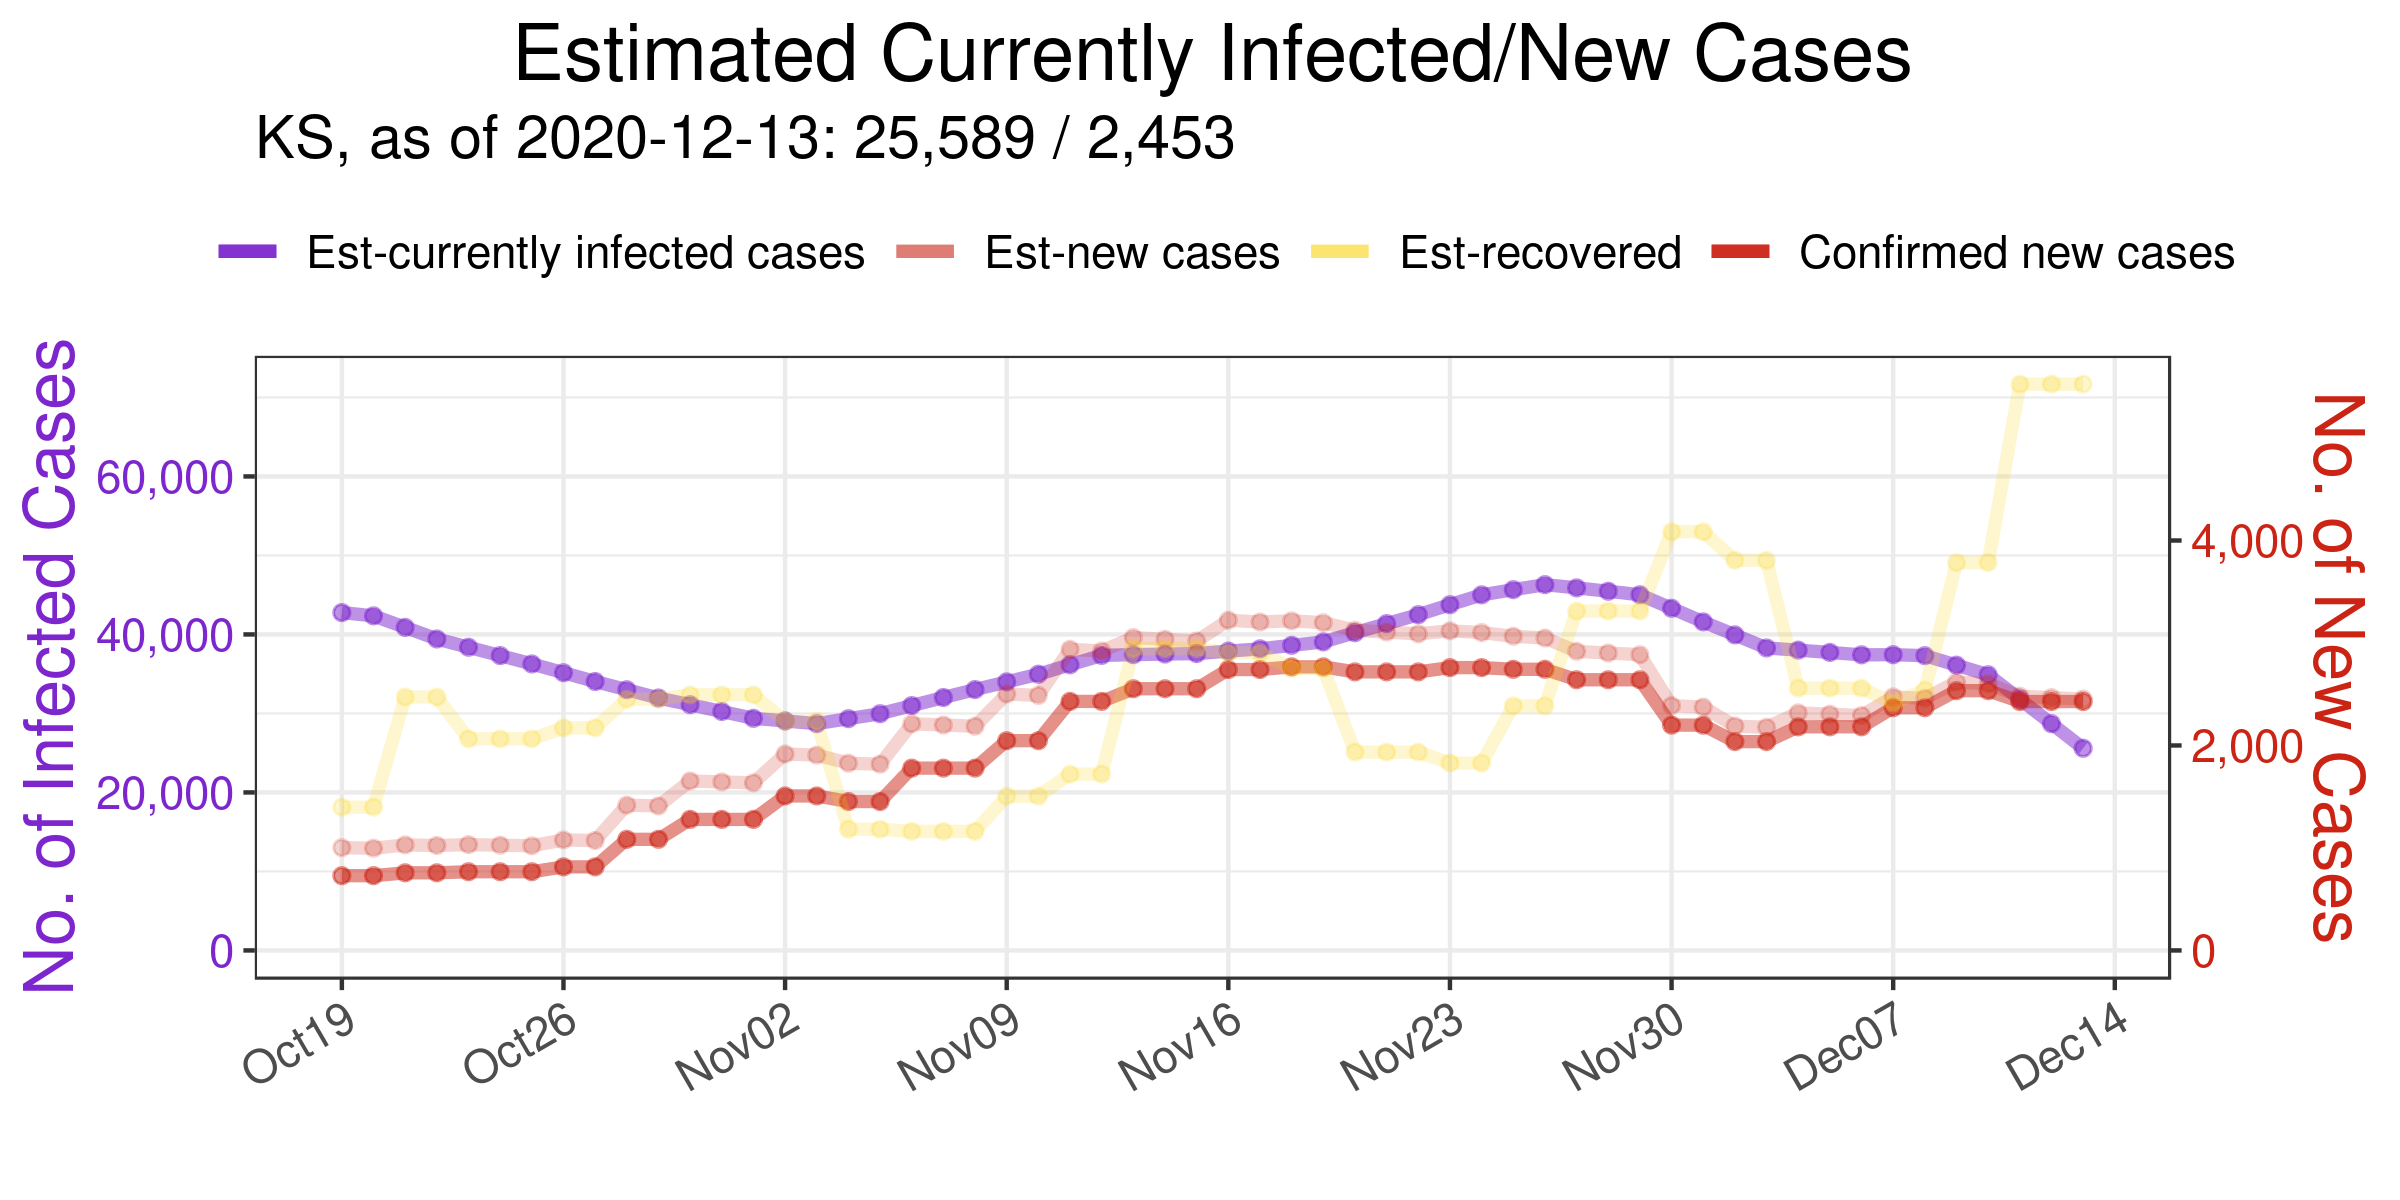 Estimated Currently Infected/New Cases
KS, as of 2020-12-13: 25,589 / 2,453
Est-currently infected cases Est-new cases Est-recovered Confirmed new cases
No. of Infected Cases
60,000
40,000
20,000
0
4,000
2,000
0
No. of New Cases
Oct19 Oct26 Nov02 Nov09 Nov16 Nov23 Nov30 Dec07 Dec14